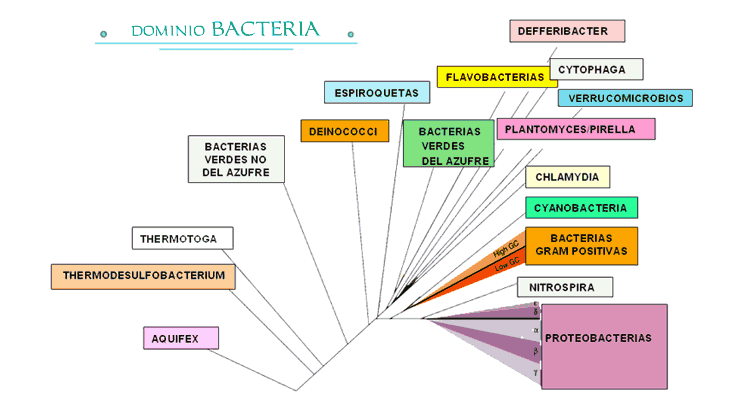 DOMINIO BACTERIA
DEFFERIBACTER
CYTOPHAGA
FLAVOBACTERIAS
VERRUCOMICROBIOS
ESPIROQUETAS
DEINOCOCCI
BACTERIAS
VERDES
DEL AZUFRE
PLANTOMYCES/PIRELLA
BACTERIAS
VERDES NO
DEL AZUFRE
CHLAMYDIA
CYANOBACTERIA
THERMOTOGA
High GC
Low GC
BACTERIAS
GRAM POSITIVAS
THERMODESULFOBACTERIUM
NITROSPIRA
ε
δ
α
β
γ
PROTEOBACTERIAS
AQUIFEX